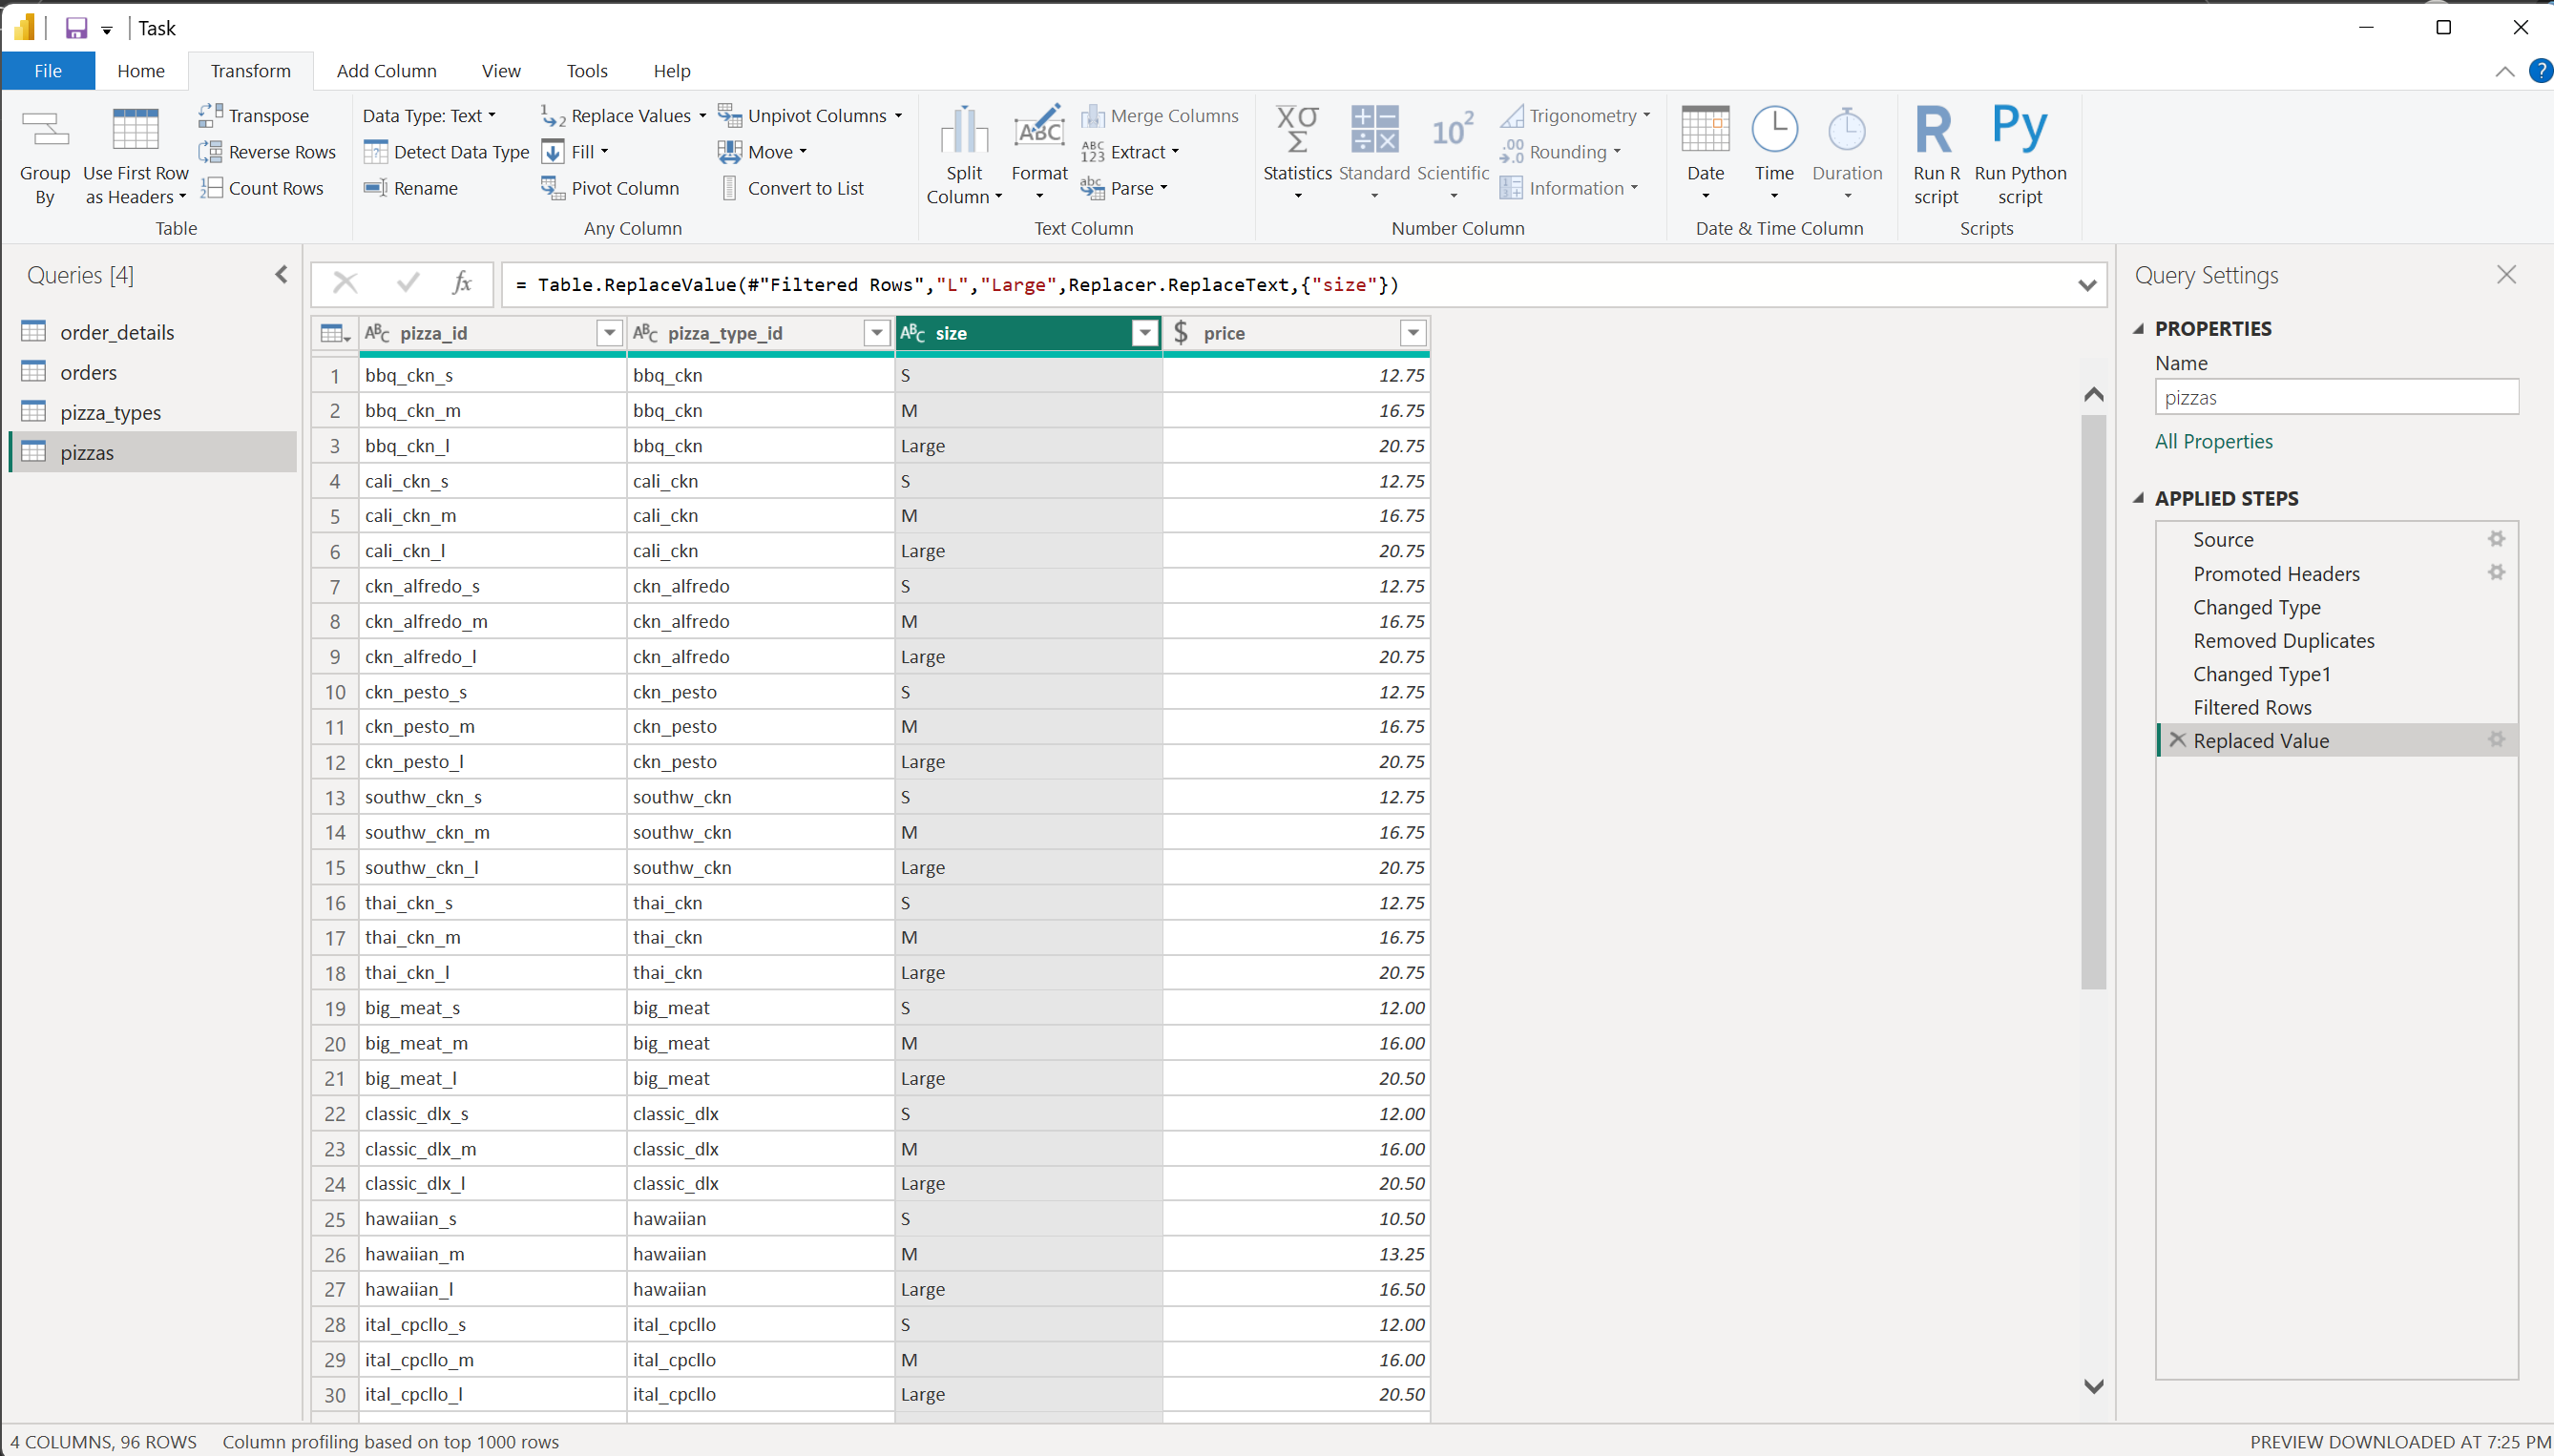 Task
File Home Transform Add Column View Tools Help
Group By
Use First Row as Headers
Transpose
Reverse Rows
Count Rows
Table
Data Type: Text
Detect Data Type
Rename
Replace Values
Fill
Pivot Column
Unpivot Columns
Move
Convert to List
Any Column
Split Column
Format
Merge Columns
Extract
Parse
Text Column
Statistics
Standard
Scientific
Trigonometry
Rounding
Information
Number Column
Date
Time
Duration
Date & Time Column
Run R script
Run Python script
Scripts
Queries [4]
order_details
orders
pizza_types
pizzas
= Table.ReplaceValue(#"Filtered Rows","L","Large",Replacer.ReplaceText,{"size"})
pizza_id pizza_type_id size price
1 bbq_ckn_s bbq_ckn S 12.75
2 bbq_ckn_m bbq_ckn M 16.75
3 bbq_ckn_l bbq_ckn Large 20.75
4 cali_ckn_s cali_ckn S 12.75
5 cali_ckn_m cali_ckn M 16.75
6 cali_ckn_l cali_ckn Large 20.75
7 ckn_alfredo_s ckn_alfredo S 12.75
8 ckn_alfredo_m ckn_alfredo M 16.75
9 ckn_alfredo_l ckn_alfredo Large 20.75
10 ckn_pesto_s ckn_pesto S 12.75
11 ckn_pesto_m ckn_pesto M 16.75
12 ckn_pesto_l ckn_pesto Large 20.75
13 southw_ckn_s southw_ckn S 12.75
14 southw_ckn_m southw_ckn M 16.75
15 southw_ckn_l southw_ckn Large 20.75
16 thai_ckn_s thai_ckn S 12.75
17 thai_ckn_m thai_ckn M 16.75
18 thai_ckn_l thai_ckn Large 20.75
19 big_meat_s big_meat S 12.00
20 big_meat_m big_meat M 16.00
21 big_meat_l big_meat Large 20.50
22 classic_dlx_s classic_dlx S 12.00
23 classic_dlx_m classic_dlx M 16.00
24 classic_dlx_l classic_dlx Large 20.50
25 hawaiian_s hawaiian S 10.50
26 hawaiian_m hawaiian M 13.25
27 hawaiian_l hawaiian Large 16.50
28 ital_cpcllo_s ital_cpcllo S 12.00
29 ital_cpcllo_m ital_cpcllo M 16.00
30 ital_cpcllo_l ital_cpcllo Large 20.50
Query Settings
PROPERTIES
Name
pizzas
All Properties
APPLIED STEPS
Source
Promoted Headers
Changed Type
Removed Duplicates
Changed Type1
Filtered Rows
Replaced Value
4 COLUMNS, 96 ROWS Column profiling based on top 1000 rows
PREVIEW DOWNLOADED AT 7:25 PM